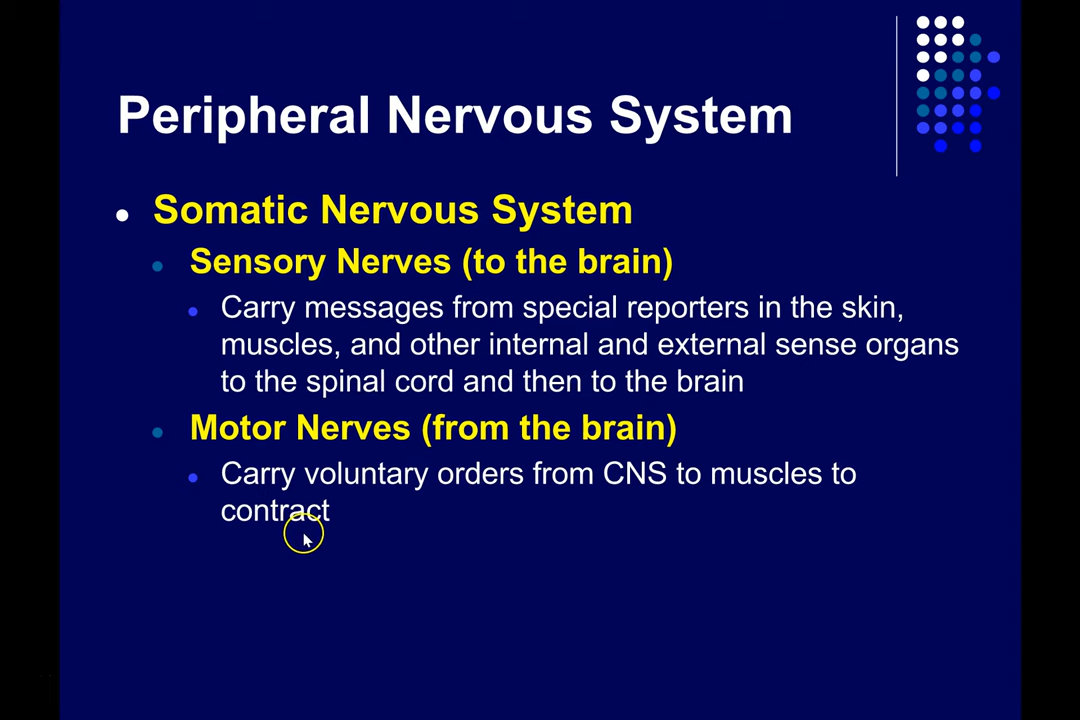 Peripheral Nervous System
Somatic Nervous System
Sensory Nerves (to the brain)
Carry messages from special reporters in the skin,
muscles, and other internal and external sense organs
to the spinal cord and then to the brain
Motor Nerves (from the brain)
Carry voluntary orders from CNS to muscles to
contract